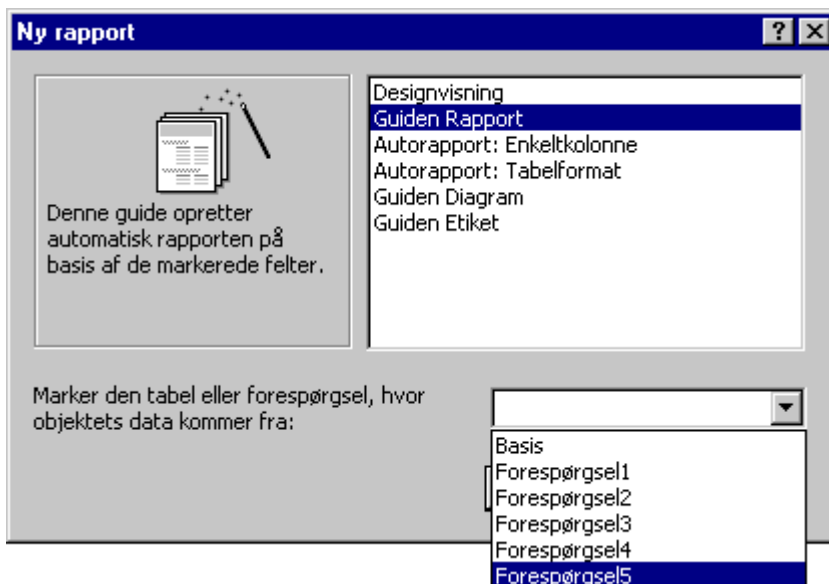 Ny rapport
Denne guide opretter
automatisk rapporten på
basis af de markerede felter.
Designvisning
Guiden Rapport
Autorapport: Enkeltkolonne
Autorapport: Tabelformat
Guiden Diagram
Guiden Etiket
Marker den tabel eller forespørgsel, hvor
objektets data kommer fra:
Basis
Forespørgsel1
Forespørgsel2
Forespørgsel3
Forespørgsel4
Forespørgsel5